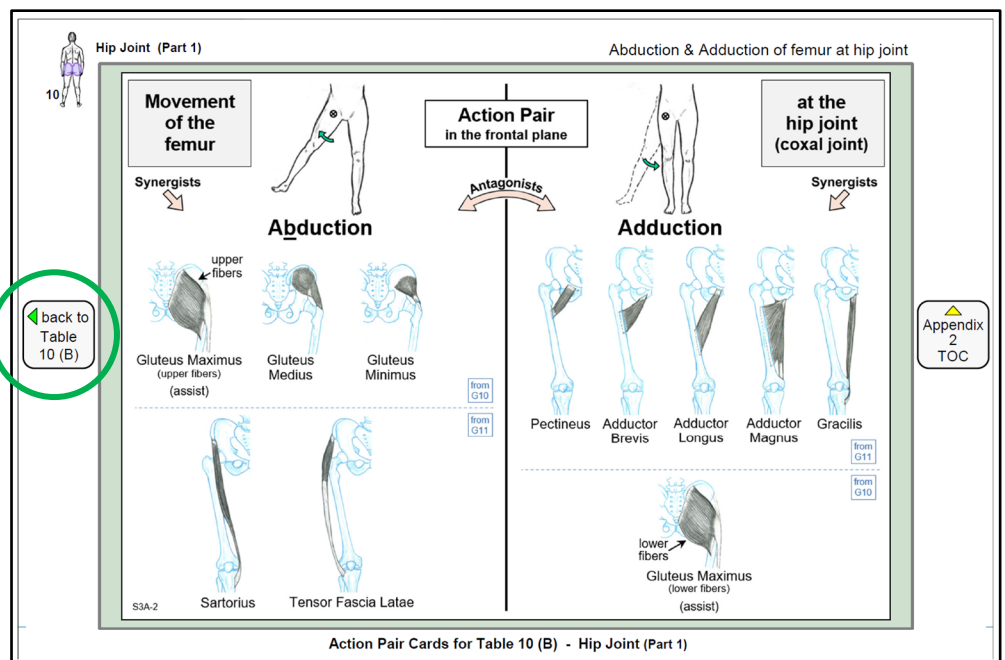 Hip Joint (Part 1)
Abduction & Adduction of femur at hip joint
10
Movement
of the
femur
Action Pair
in the frontal plane
at the
hip joint
(coxal joint)
Synergists
Antagonists
Synergists
Abduction
Adduction
upper
fibers
Gluteus Maximus
(upper fibers)
(assist)
Gluteus
Medius
Gluteus
Minimus
from
G10
from
G11
Sartorius
Tensor Fascia Latae
S3A-2
Pectineus
Adductor
Brevis
Adductor
Longus
Adductor
Magnus
Gracilis
from
G11
from
G10
lower
fibers
Gluteus Maximus
(lower fibers)
(assist)
back to
Table
10 (B)
Appendix
2
TOC
Action Pair Cards for Table 10 (B) - Hip Joint (Part 1)